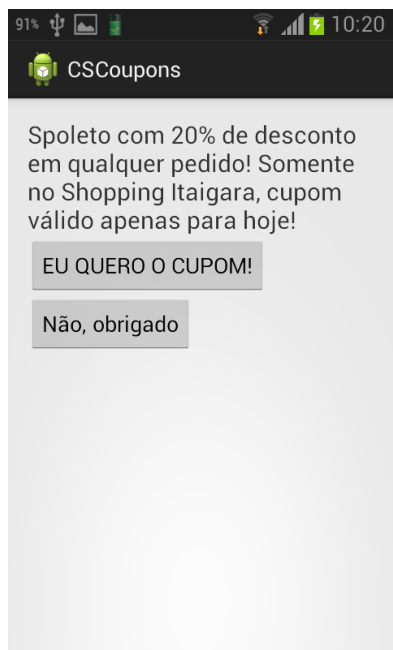 91% 10:20
CSCoupons
Spoleto com 20% de desconto
em qualquer pedido! Somente
no Shopping Itaigara, cupom
válido apenas para hoje!
EU QUERO O CUPOM!
Não, obrigado